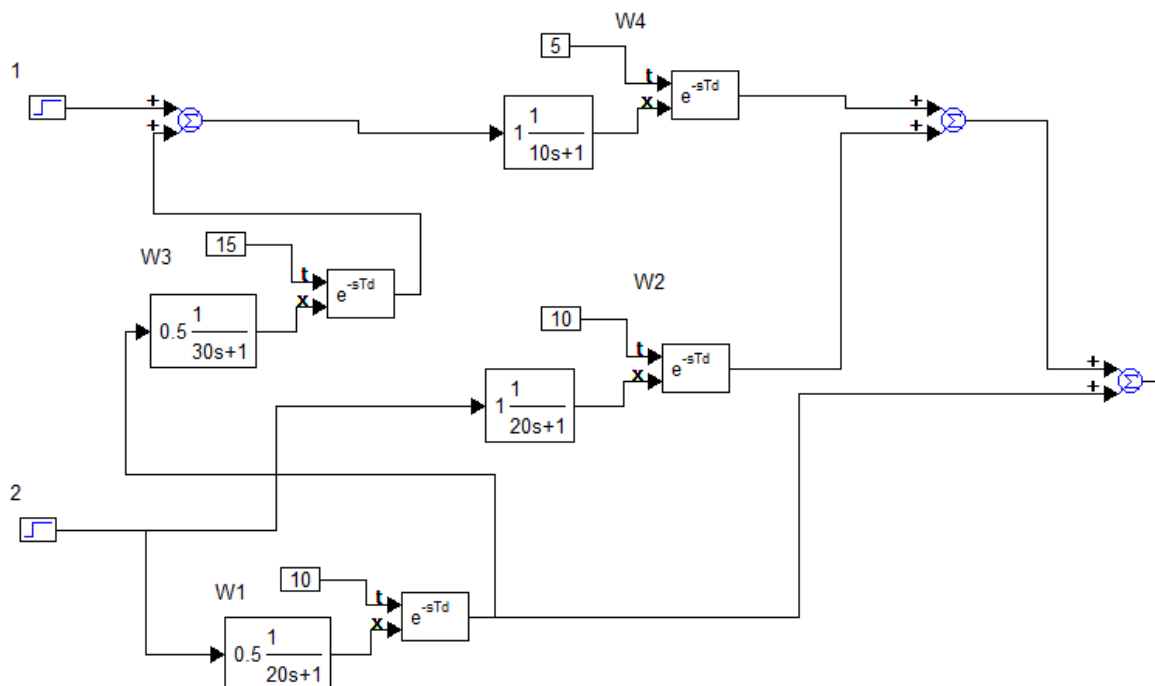 W4
5
1
+
t
e-sTd
+
x
1 1/10s+1
+
Σ
+
Σ
+
15
W3
t
e-sTd
x
W2
0.5 1/30s+1
10
t
e-sTd
x
+
1 1/20s+1
+
Σ
2
10
W1
t
e-sTd
x
0.5 1/20s+1